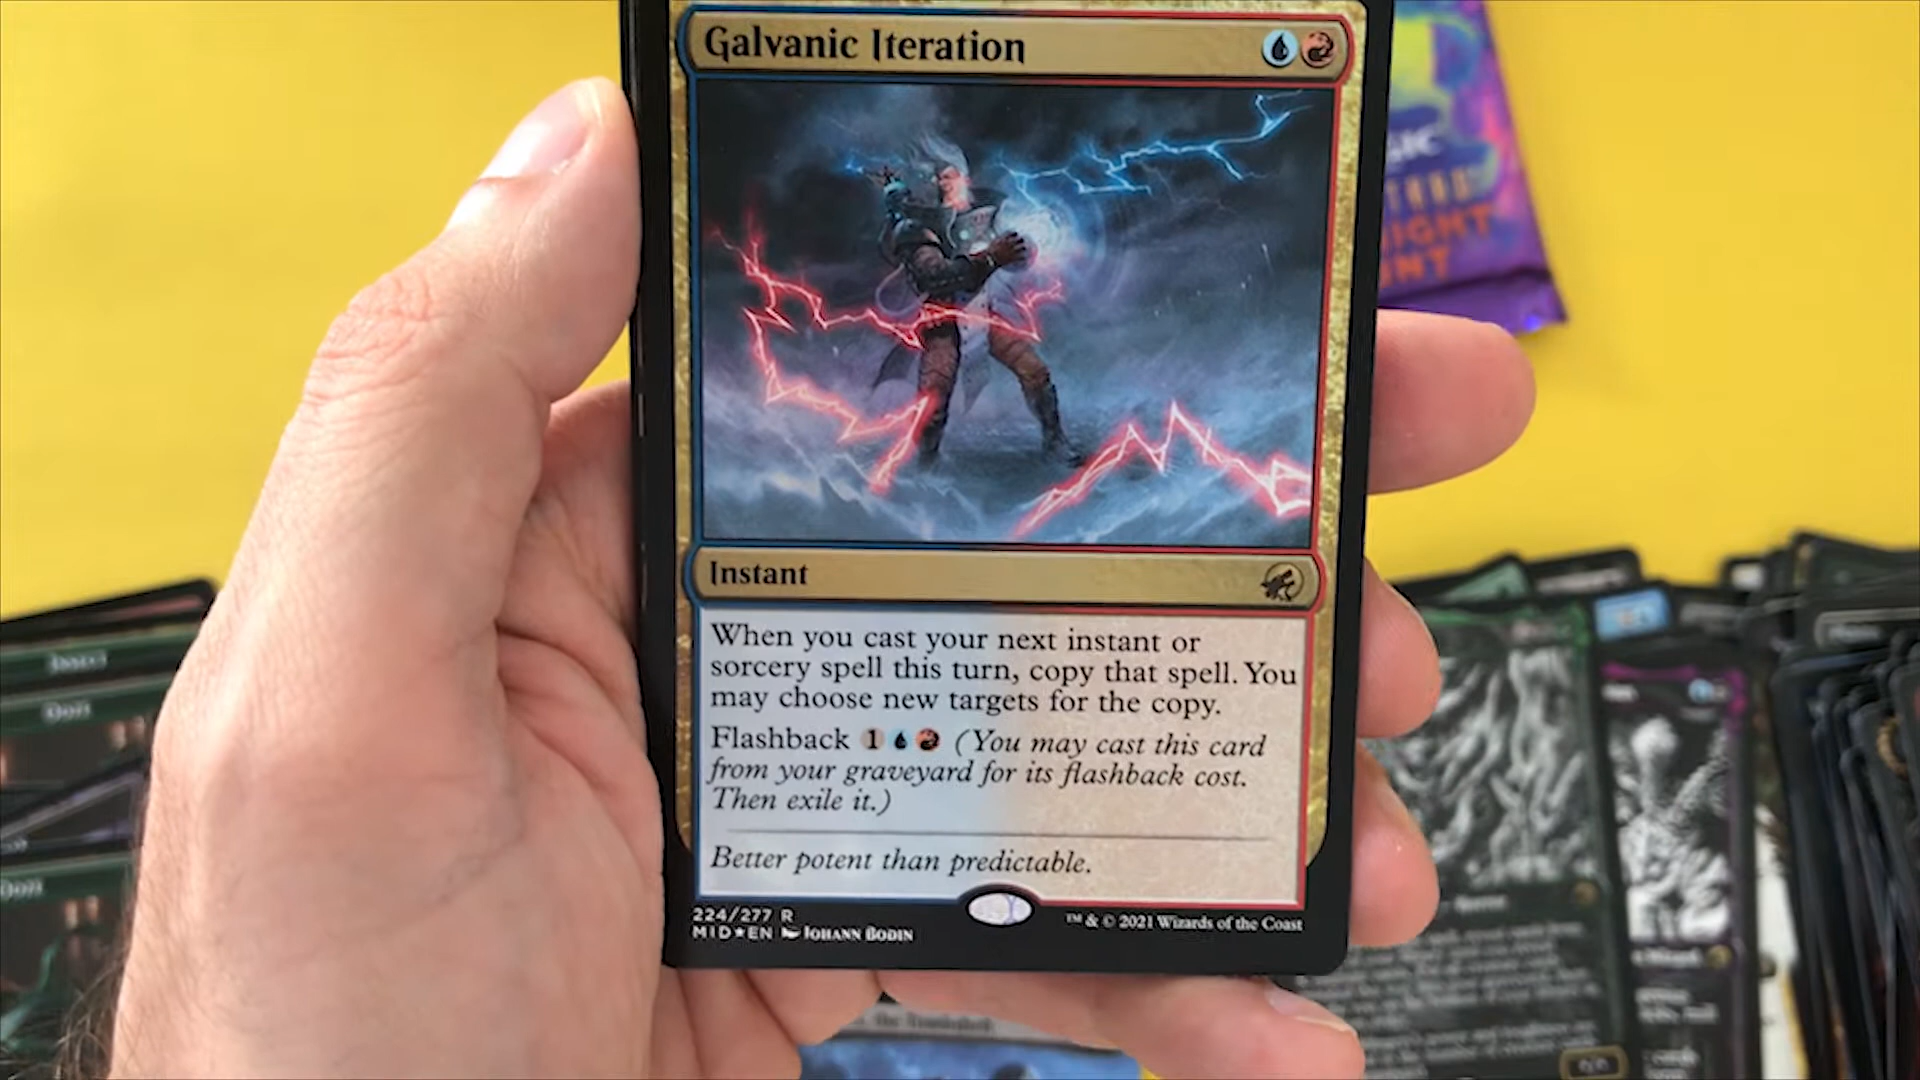 Galvanic Iteration
Instant
When you cast your next instant or
sorcery spell this turn, copy that spell. You
may choose new targets for the copy.
Flashback 1 (You may cast this card
from your graveyard for its flashback cost.
Then exile it.)
Better potent than predictable.
224/277 R
MID★EN Johann Bodin
™ & © 2021 Wizards of the Coast